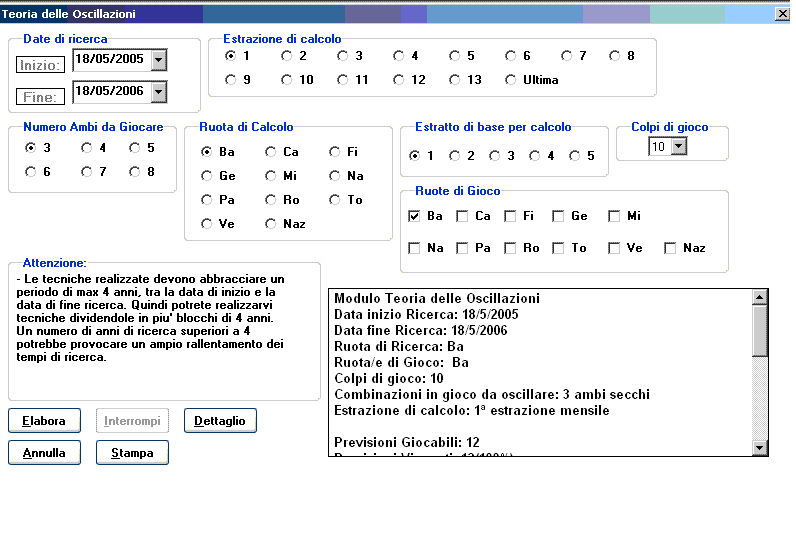 Teoria delle Oscillazioni
Date di ricerca
Inizio: 18/05/2005
Fine: 18/05/2006
Estrazione di calcolo
1 2 3 4 5 6 7 8
9 10 11 12 13 Ultima
Numero Ambi da Giocare
3 4 5
6 7 8
Ruota di Calcolo
Ba Ca Fi
Ge Mi Na
Pa Ro To
Ve Naz
Estratto di base per calcolo
1 2 3 4 5
Colpi di gioco
10
Ruote di Gioco
Ba Ca Fi Ge Mi
Na Pa Ro To Ve Naz
Attenzione:
- Le tecniche realizzate devono abbracciare un
periodo di max 4 anni, tra la data di inizio e la
data di fine ricerca. Quindi potrete realizzarvi
tecniche dividendole in piu' blocchi di 4 anni.
Un numero di anni di ricerca superiori a 4
potrebbe provocare un ampio rallentamento dei
tempi di ricerca.
Modulo Teoria delle Oscillazioni
Data inizio Ricerca: 18/5/2005
Data fine Ricerca: 18/5/2006
Ruota di Ricerca: Ba
Ruota/e di Gioco: Ba
Colpi di gioco: 10
Combinazioni in gioco da oscillare: 3 ambi secchi
Estrazione di calcolo: 1ª estrazione mensile
Previsioni Giocabili: 12
Elabora Interrompi Dettaglio
Annulla Stampa